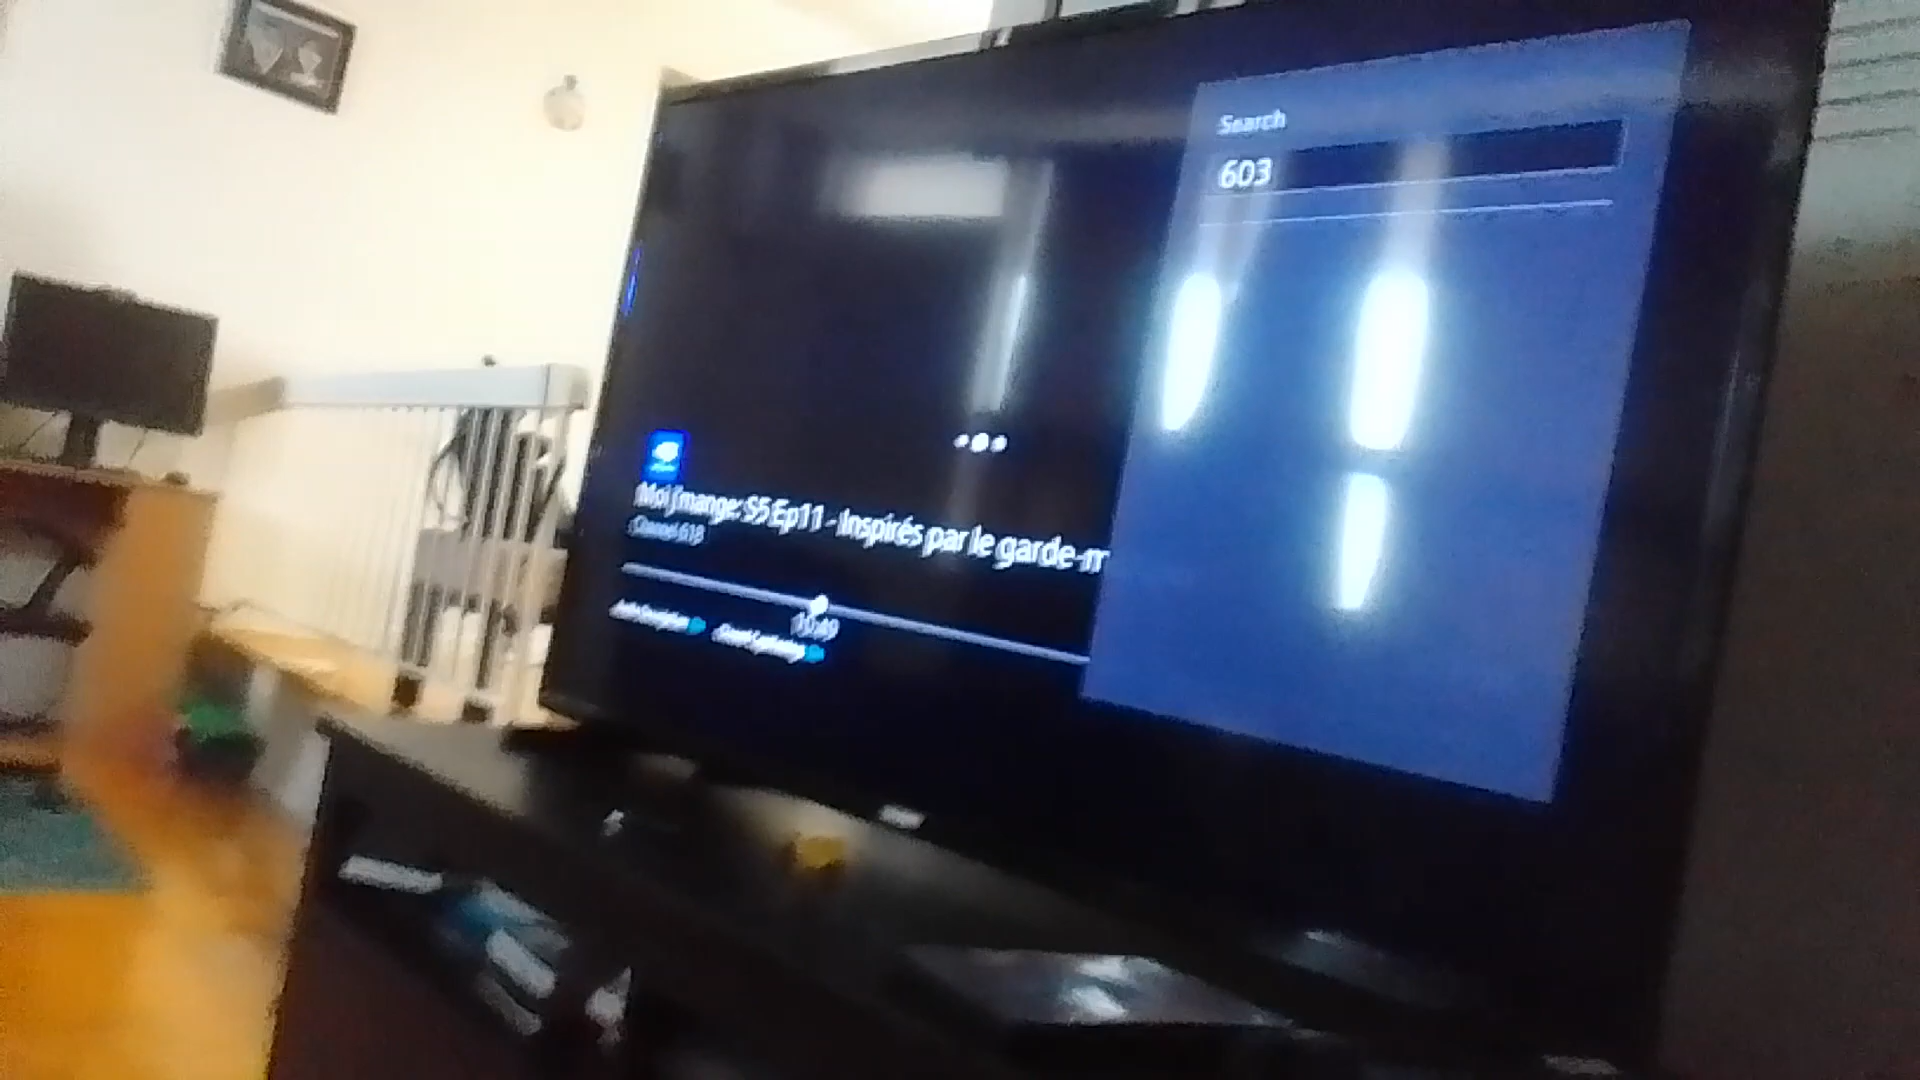 Search
603
Moi j'mange: S5 Ep11 - Inspirés par le garde-m
Channel 618
10:49